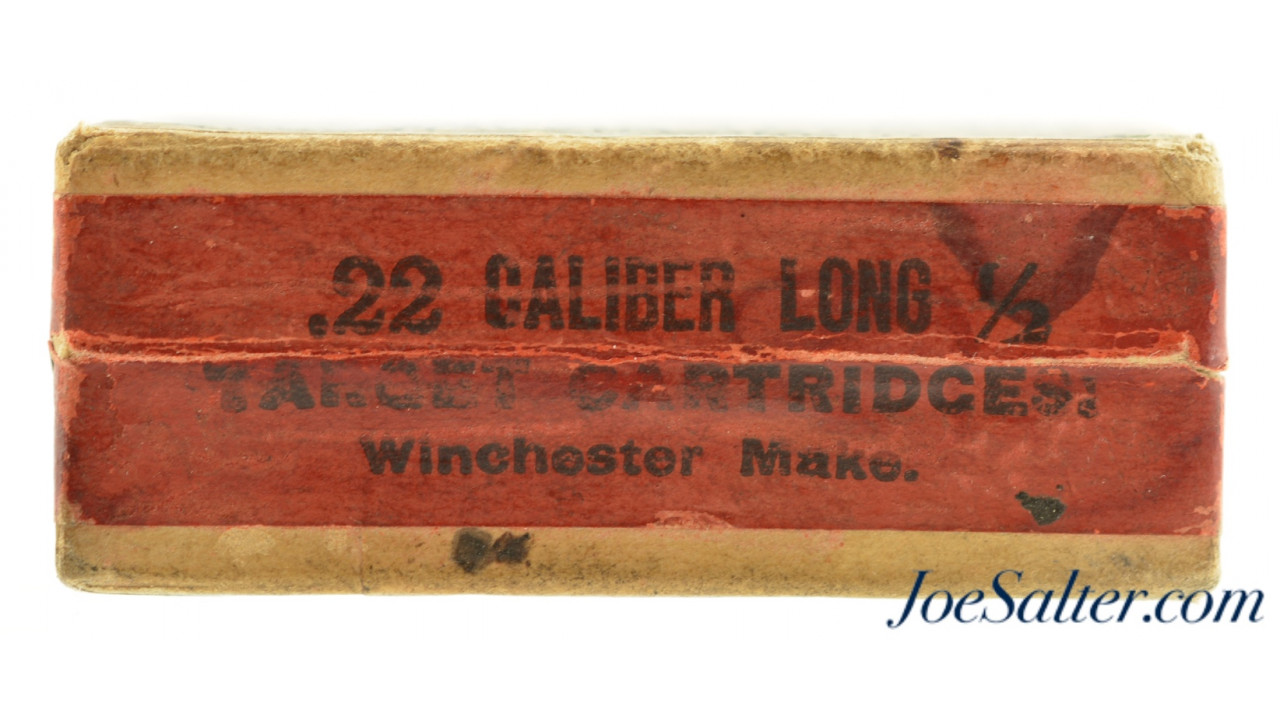 .22 CALIBER LONG ½
TARGET CARTRIDGES:
Winchester Make.
JoeSalter.com